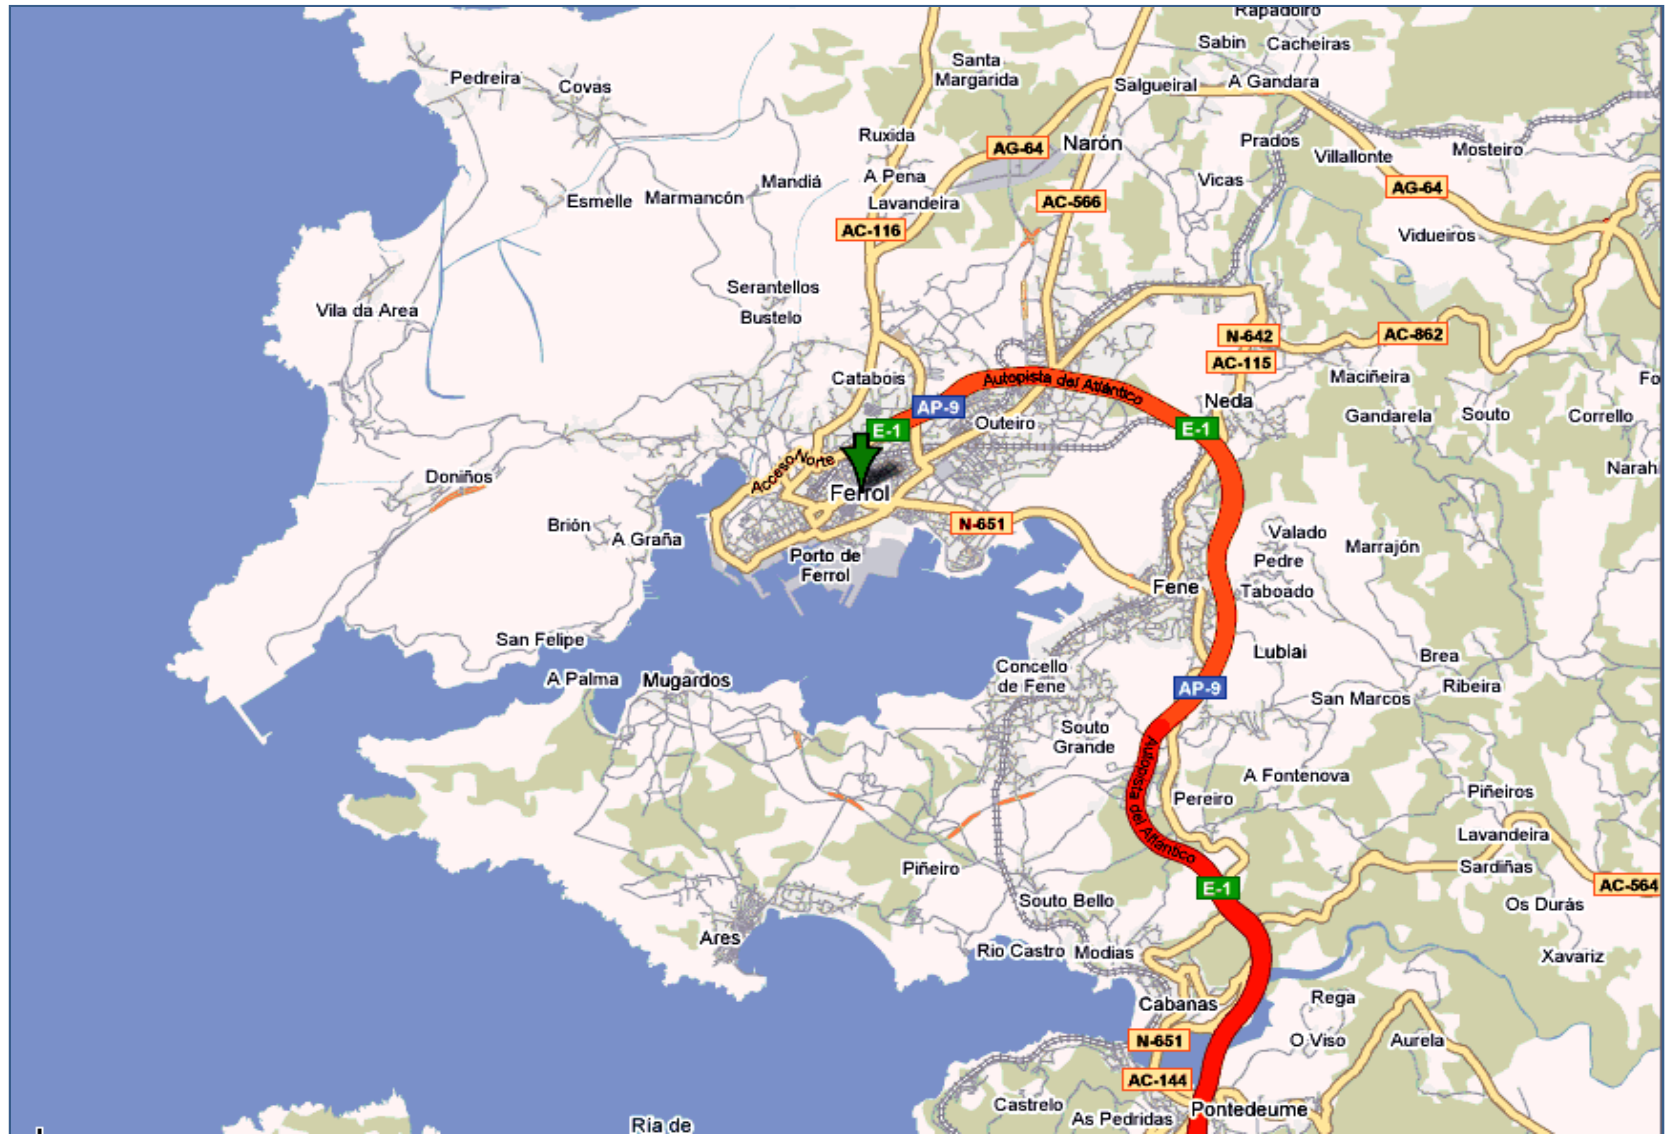 Rapadoiro
Sabin
Cacheiras
Santa
Margarida
Salgueiral
A Gandara
Pedreira
Covas
Ruxida
AG-64
Narón
Prados
Villallonte
Mosteiro
A Pena
Mandiá
Vicas
AG-64
Esmelle
Marmancón
Lavandeira
AC-566
AC-116
Vidueiros
Serantellos
Bustelo
Vila da Area
N-642
AC-862
AC-115
Catabois
Autopista del Atlántico
Maciñeira
Fo
AP-9
Neda
Gandarela
Souto
Corrello
E-1
Outeiro
E-1
Acceso Norte
Doniños
Narah
Ferrol
Brión
A Graña
N-651
Valado
Marrajón
Porto de
Ferrol
Pedre
Fene
Taboado
San Felipe
Lubiai
Brea
Concello
de Fene
A Palma
Mugardos
AP-9
Ribeira
San Marcos
Souto
Grande
Autopista del Atlántico
A Fontenova
Pereiro
Piñeiros
Lavandeira
Piñeiro
Sardiñas
E-1
AC-564
Souto Bello
Os Durás
Ares
Rio Castro
Modias
Xavariz
Cabanas
Rega
N-651
O Viso
Aurela
AC-144
Castrelo
As Pedridas
Pontedeume
Ria de